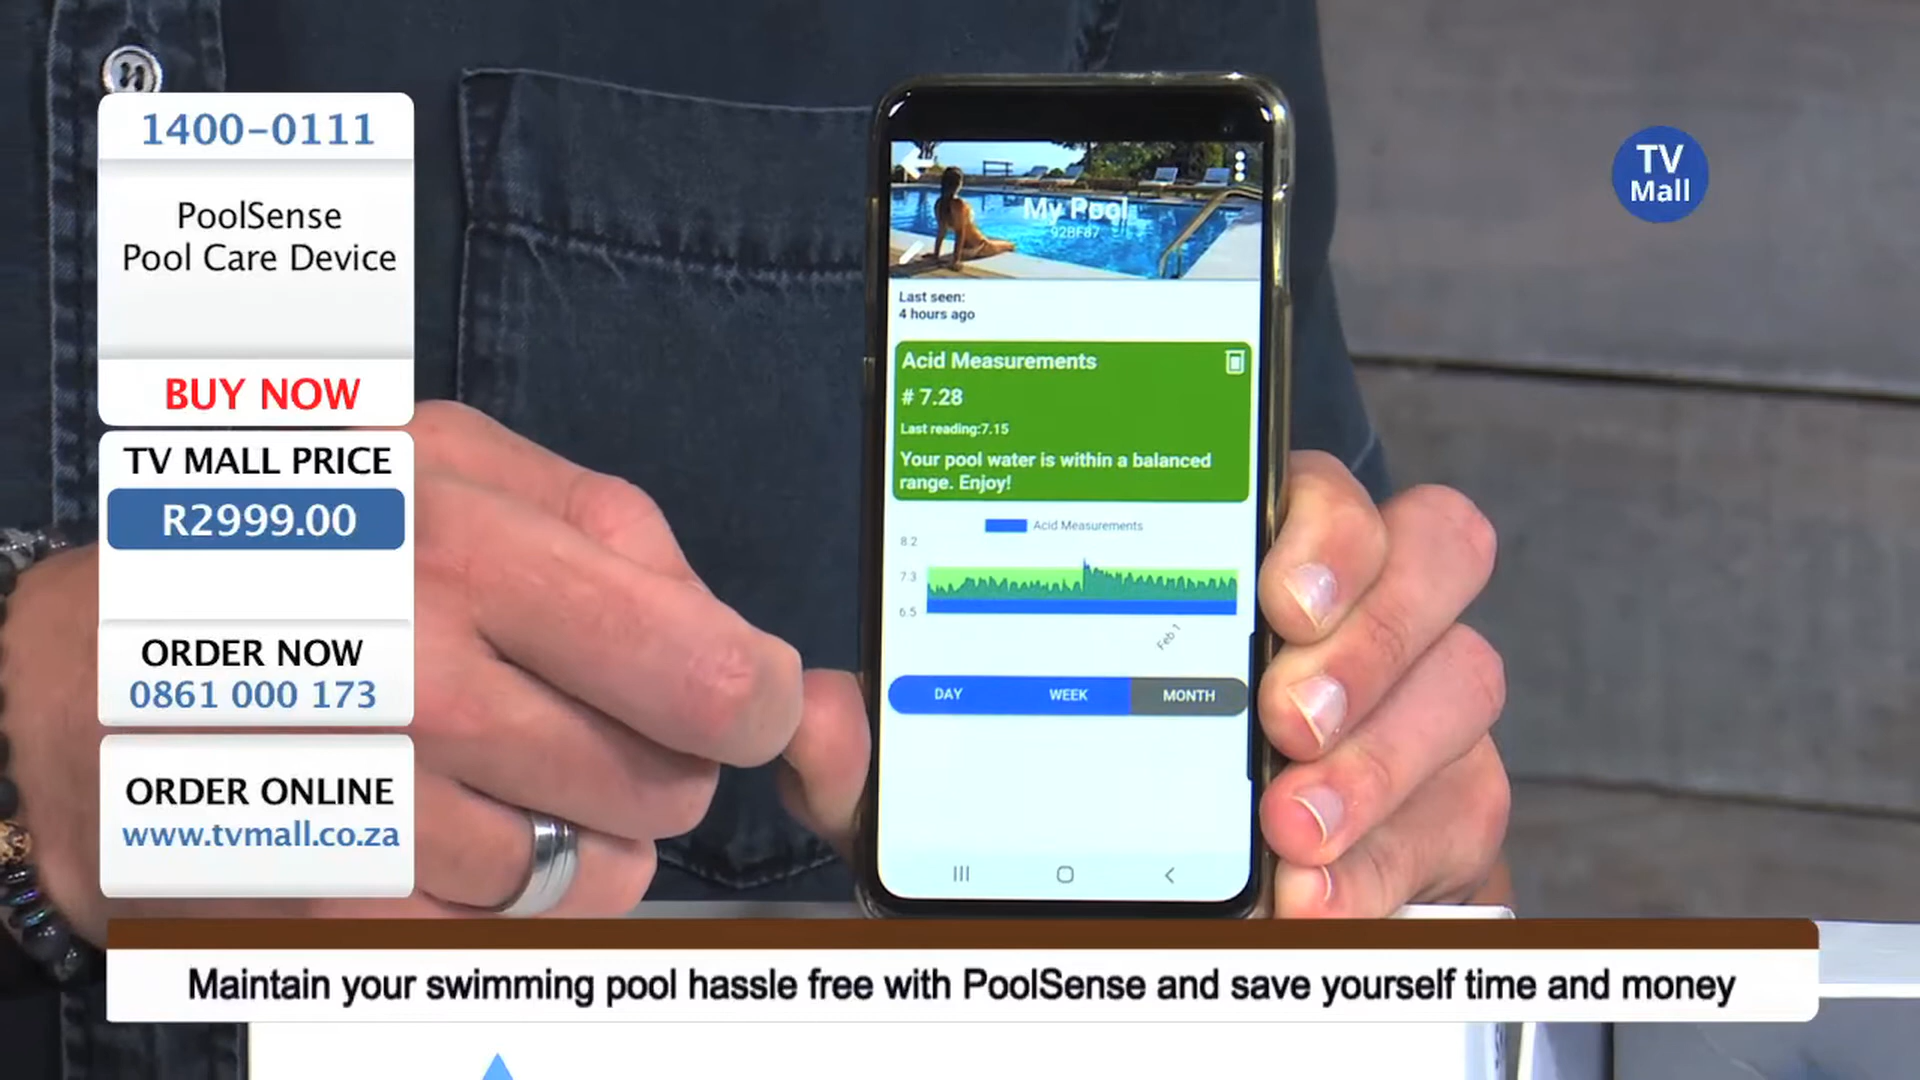 1400-0111
PoolSense
Pool Care Device
BUY NOW
TV MALL PRICE
R2999.00
ORDER NOW
0861 000 173
ORDER ONLINE
www.tvmall.co.za
TV
Mall
My Pool
92BF87
Last seen:
4 hours ago
Acid Measurements
# 7.28
Last reading:7.15
Your pool water is within a balanced
range. Enjoy!
Acid Measurements
8.2
7.3
6.5
Feb 1
DAY WEEK MONTH
Maintain your swimming pool hassle free with PoolSense and save yourself time and money